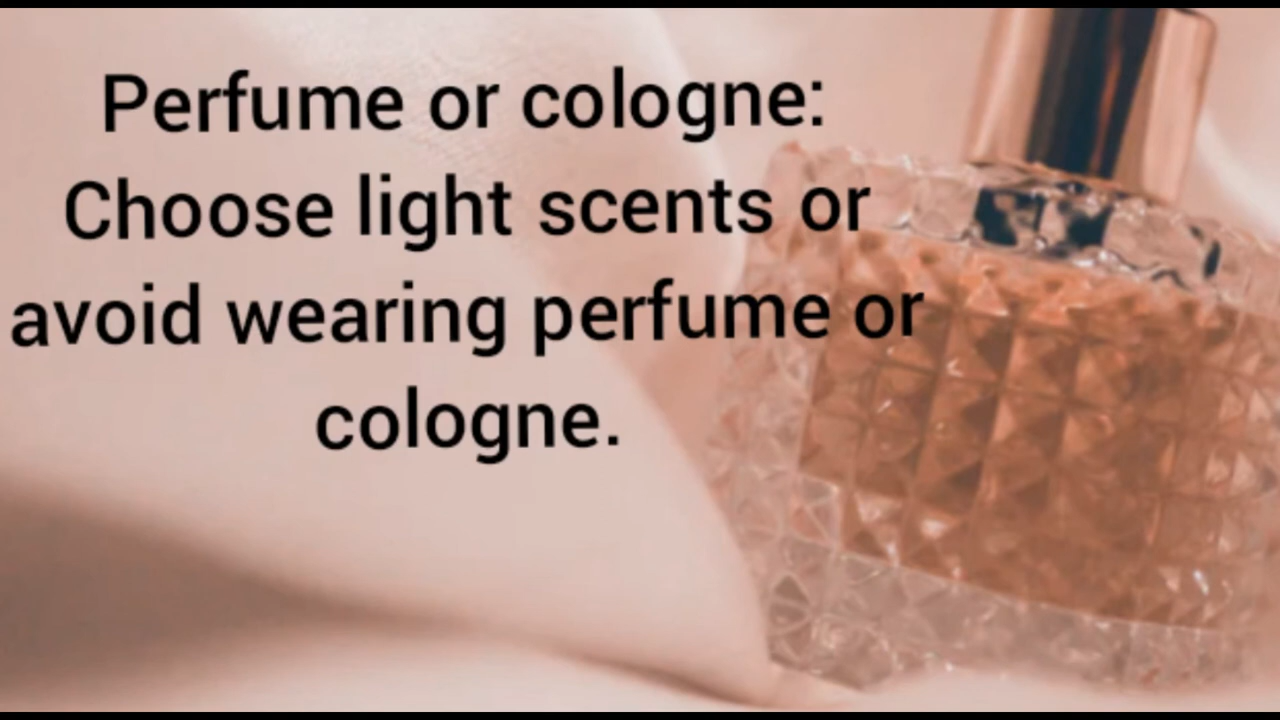 Perfume or cologne:
Choose light scents or
avoid wearing perfume or
cologne.